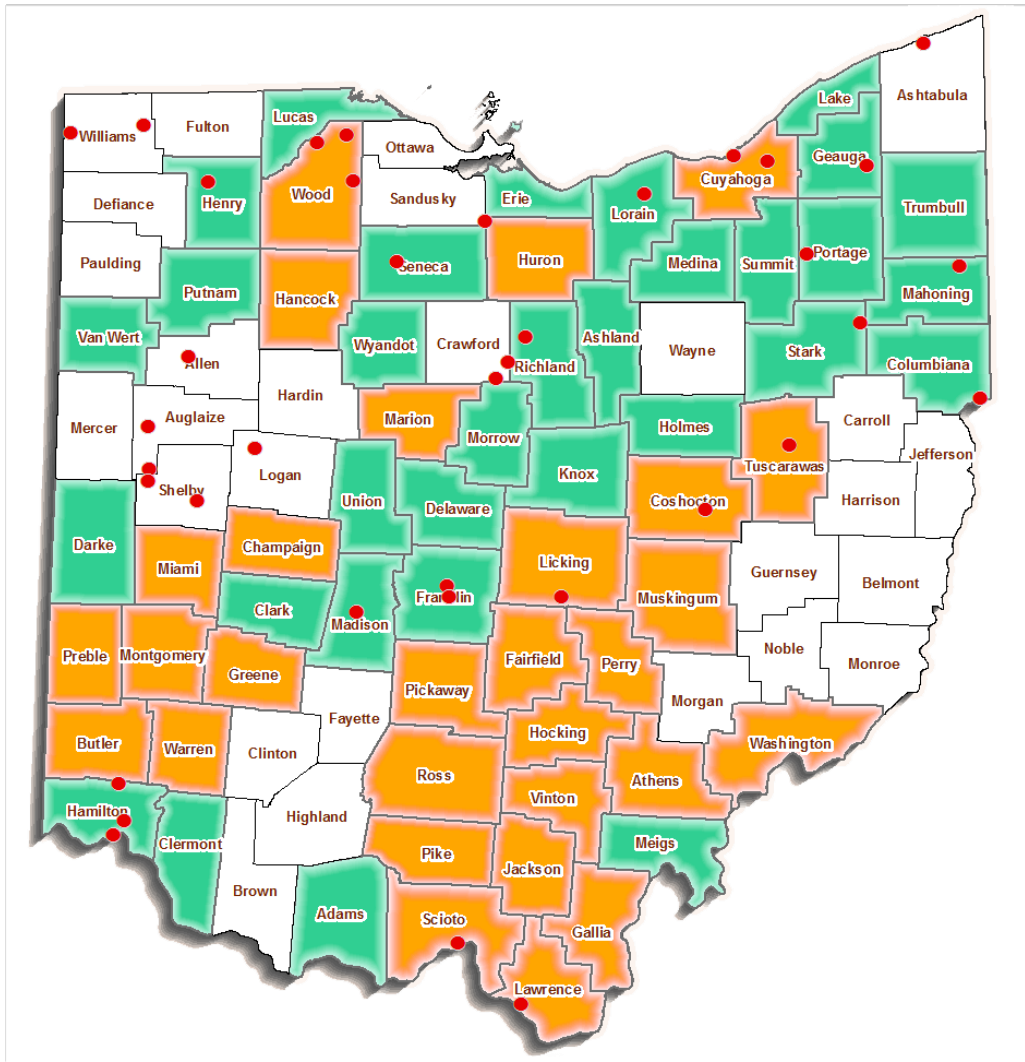 Ashtabula
Lake
Lucas
Fulton
Williams
Ottawa
Geauga
Cuyahoga
Wood
Sandusky
Erie
Henry
Defiance
Lorain
Trumbull
Paulding
Huron
Seneca
Medina
Summit
Portage
Putnam
Hancock
Mahoning
Van Wert
Wyandot
Crawford
Ashland
Wayne
Stark
Allen
Richland
Columbiana
Hardin
Mercer
Auglaize
Marion
Morrow
Holmes
Carroll
Jefferson
Logan
Tuscarawas
Shelby
Union
Knox
Coshocton
Harrison
Delaware
Darke
Champaign
Miami
Licking
Guernsey
Belmont
Franklin
Muskingum
Clark
Madison
Noble
Preble
Montgomery
Greene
Fairfield
Perry
Monroe
Pickaway
Morgan
Fayette
Hocking
Butler
Warren
Clinton
Washington
Ross
Athens
Vinton
Hamilton
Highland
Clermont
Meigs
Pike
Jackson
Brown
Adams
Scioto
Gallia
Lawrence